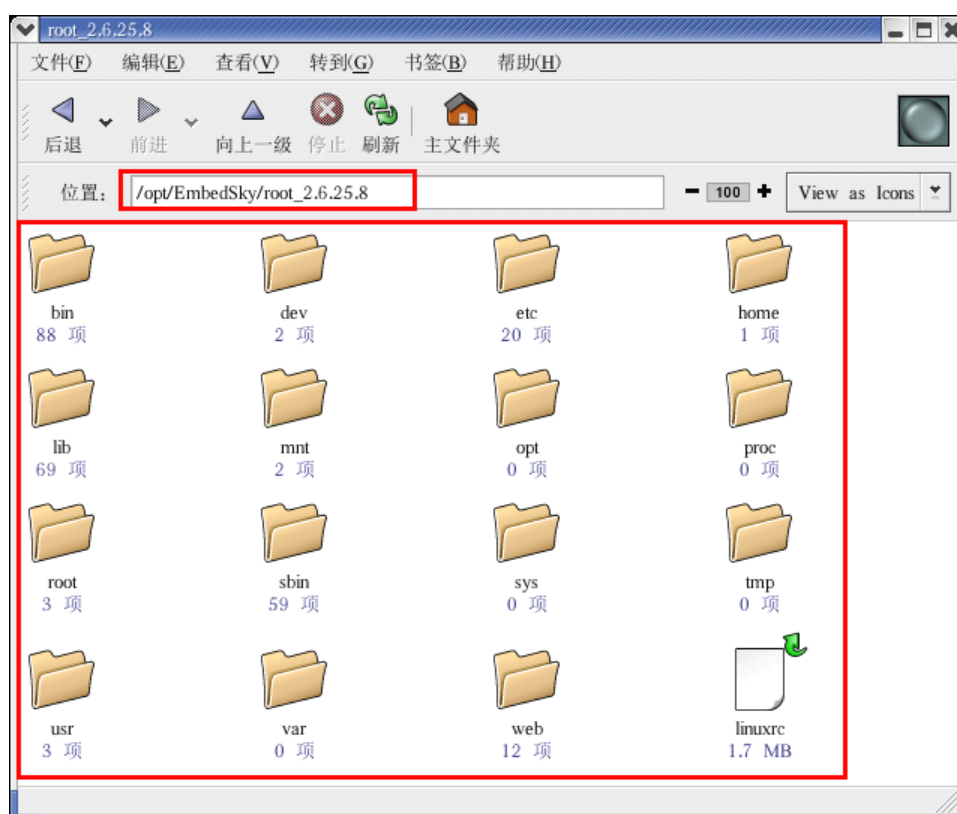 root_2.6.25.8
文件(F) 编辑(E) 查看(V) 转到(G) 书签(B) 帮助(H)
后退 前进 向上一级 停止 刷新 主文件夹
位置: /opt/EmbedSky/root_2.6.25.8 100 View as Icons
bin dev etc home
88 项 2 项 20 项 1 项
lib mnt opt proc
69 项 2 项 0 项 0 项
root sbin sys tmp
3 项 59 项 0 项 0 项
usr var web linuxrc
3 项 0 项 12 项 1.7 MB